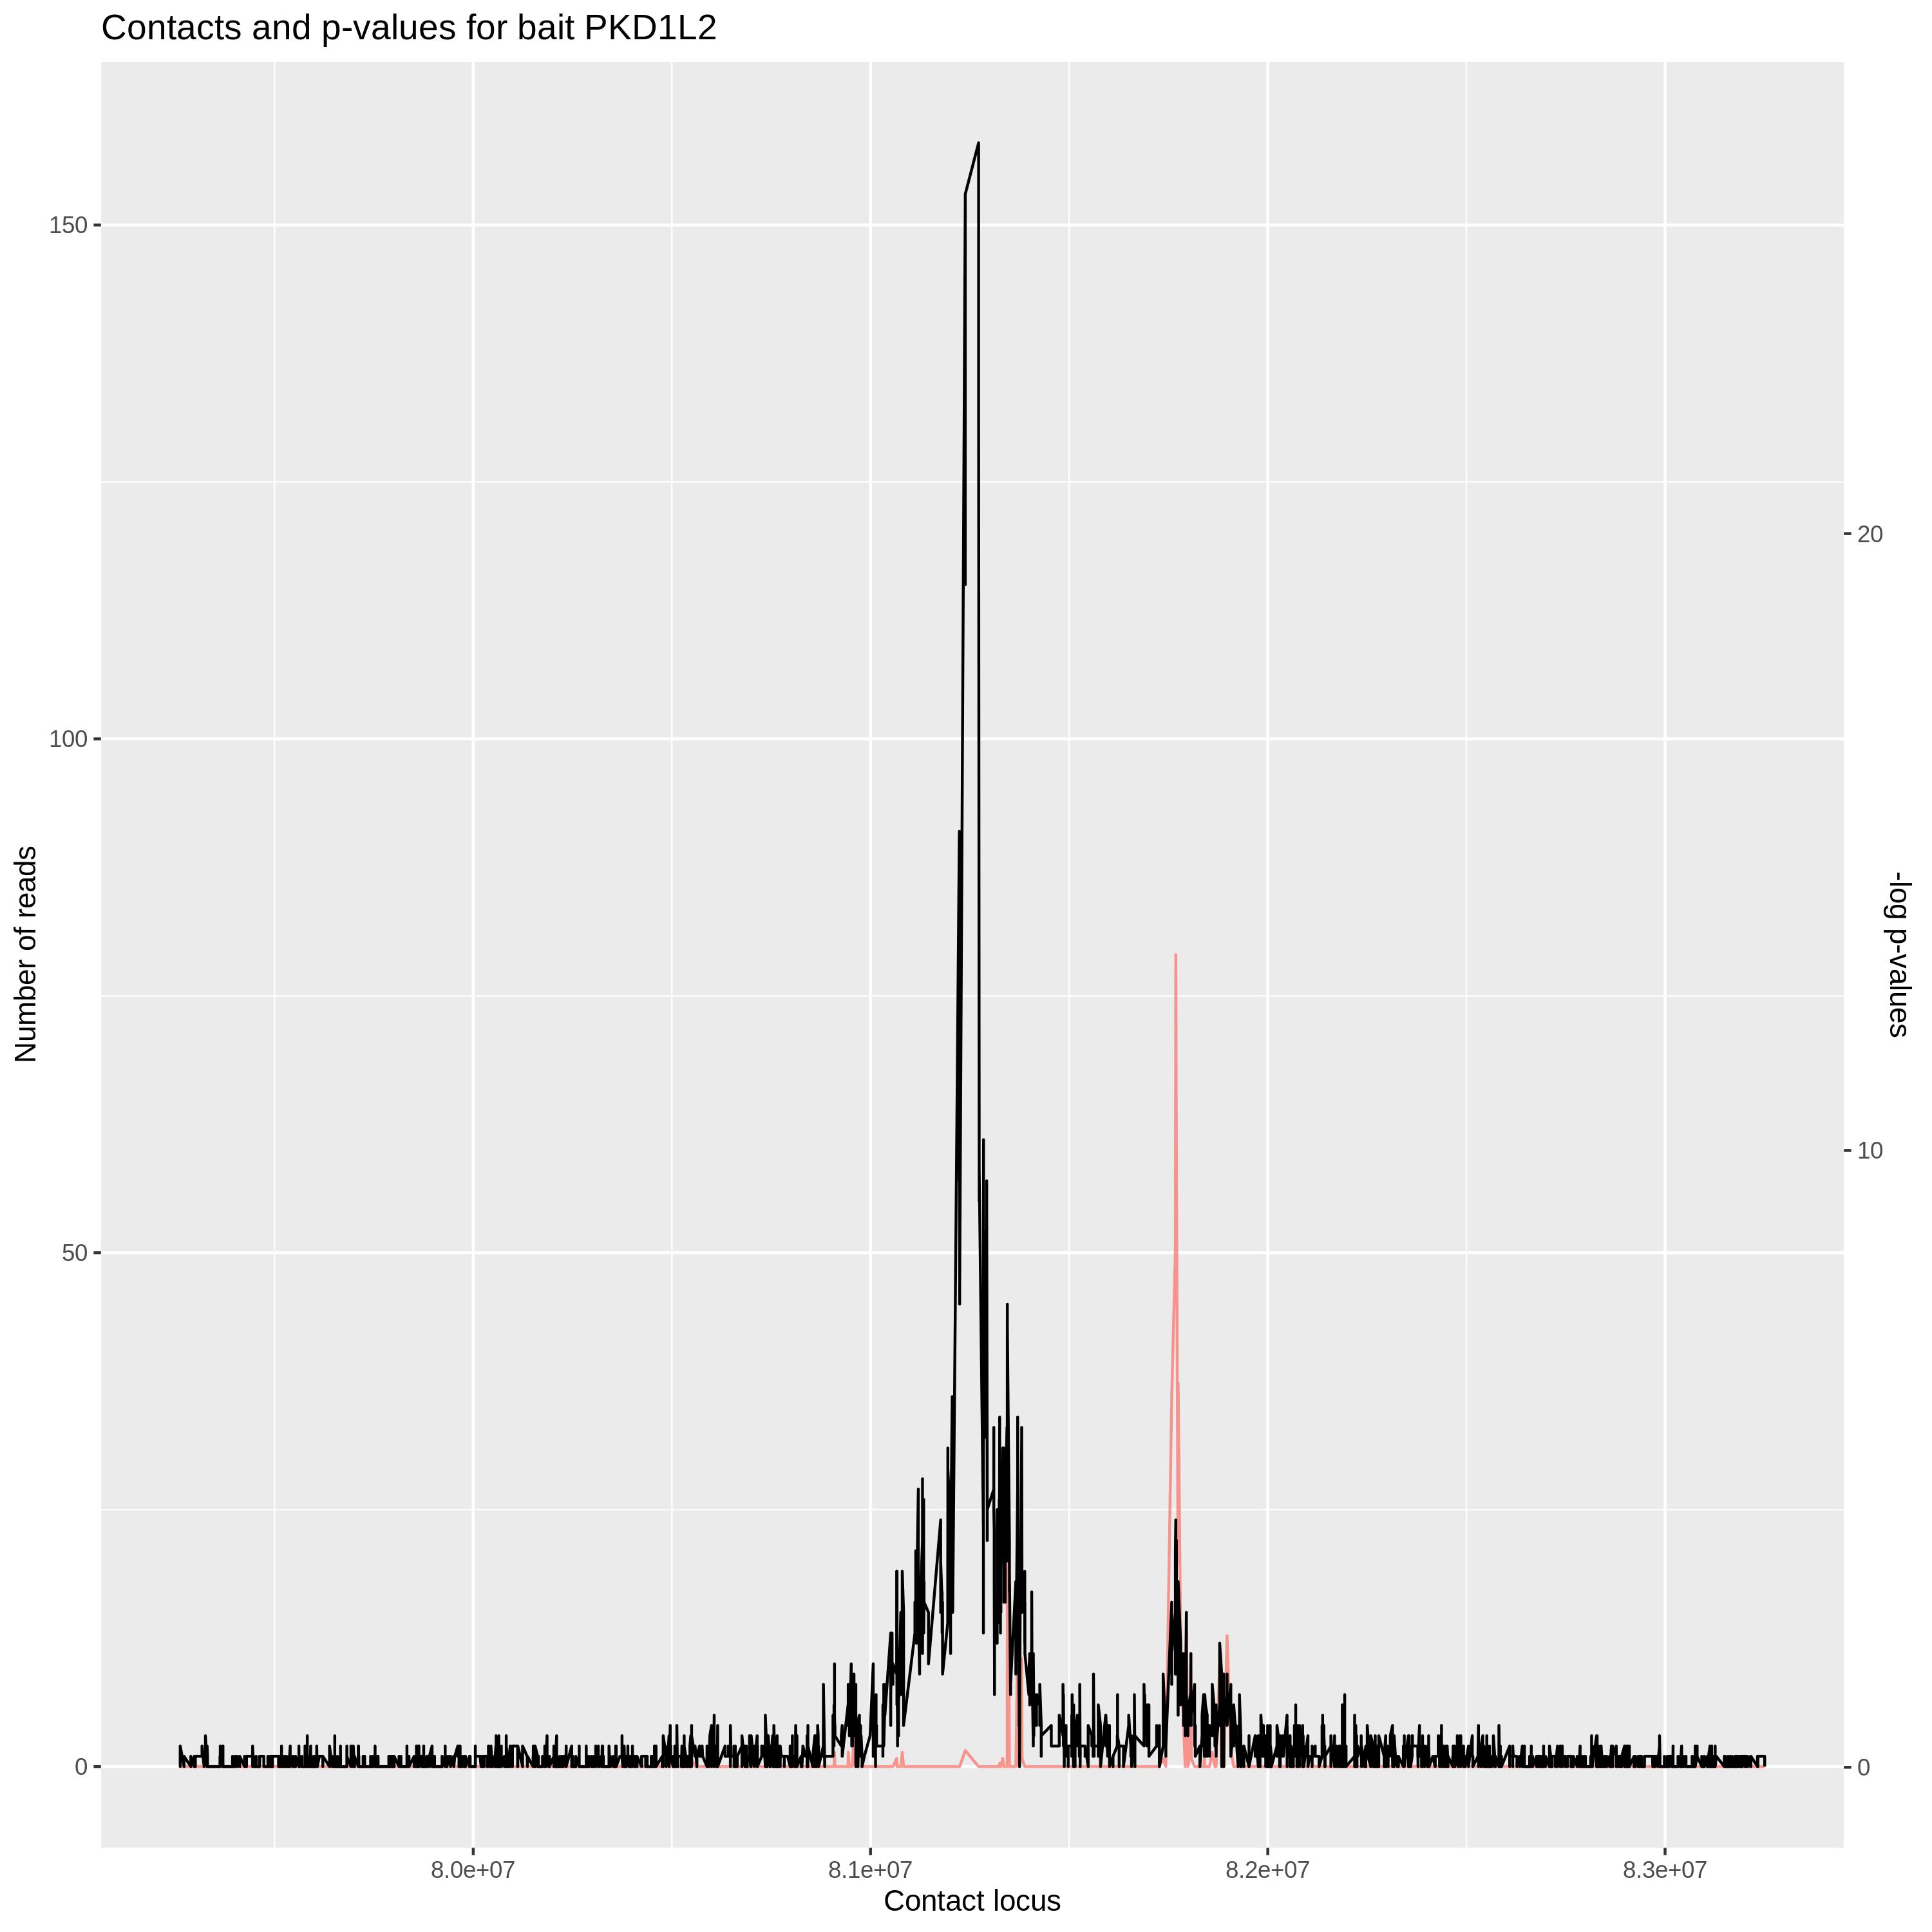 Contacts and p-values for bait PKD1L2
150
100
50
0
Number of reads
20
10
0
-log p-values
8.0e+07
8.1e+07
8.2e+07
8.3e+07
Contact locus